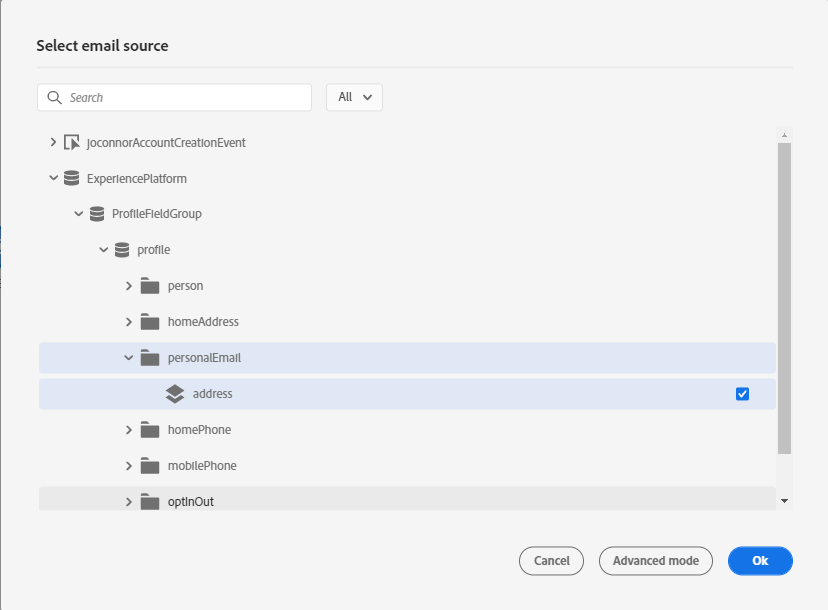 Select email source
Search
All
JoconnorAccountCreationEvent
ExperiencePlatform
ProfileFieldGroup
profile
person
homeAddress
personalEmail
address
homePhone
mobilePhone
optInOut
Cancel
Advanced mode
Ok